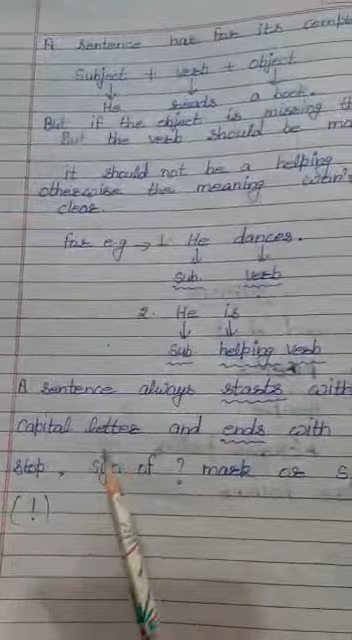 A sentence has for its
Subject + verb + object
↓ ↓ ↓
He reads a book.
But if the object is missing
But the verb should be
it should not be a helping
otherwise the meaning
clear.
For e.g → 1. He dances.
↓ ↓
Sub. verb
2. He is
↓ ↓
Sub. helping verb
A sentence always starts with
capital letter and ends with
stop, sign of ? mark or
(!)